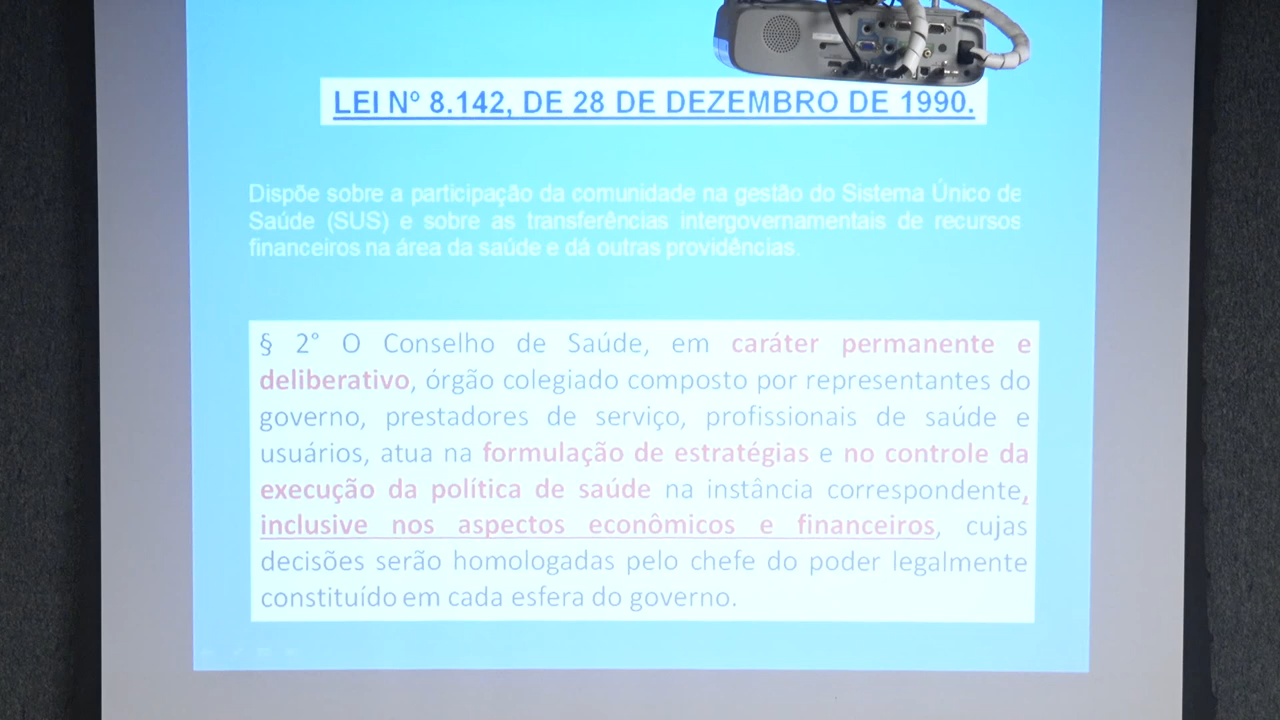 LEI Nº 8.142, DE 28 DE DEZEMBRO DE 1990.
Dispõe sobre a participação da comunidade na gestão do Sistema Único de
Saúde (SUS) e sobre as transferências intergovernamentais de recursos
financeiros na área da saúde e dá outras providências.
§ 2° O Conselho de Saúde, em caráter permanente e
deliberativo, órgão colegiado composto por representantes do
governo, prestadores de serviço, profissionais de saúde e
usuários, atua na formulação de estratégias e no controle da
execução da política de saúde na instância correspondente,
inclusive nos aspectos econômicos e financeiros, cujas
decisões serão homologadas pelo chefe do poder legalmente
constituído em cada esfera do governo.